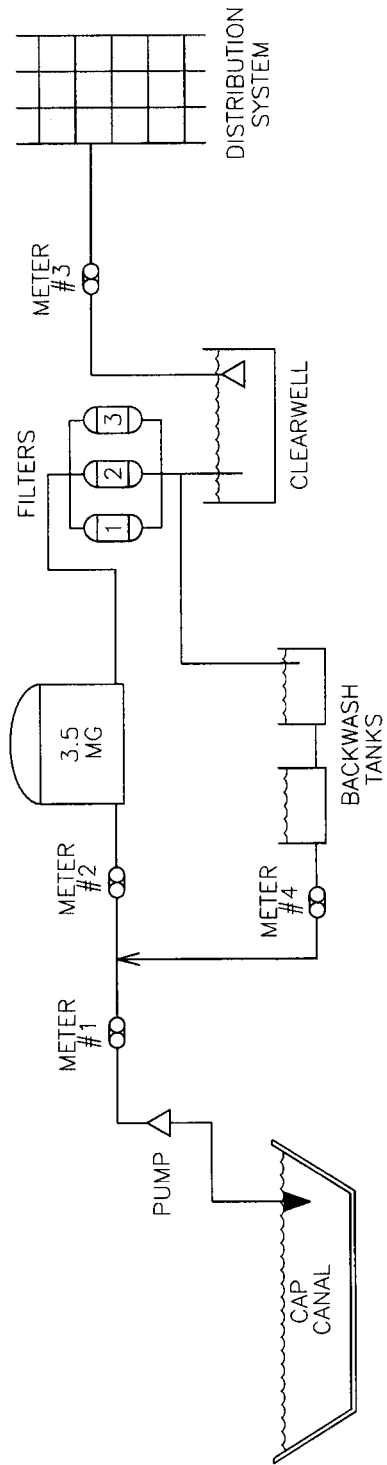 CAP
CANAL
PUMP
METER
#1
METER
#2
METER
#4
3.5
MG
BACKWASH
TANKS
FILTERS
1
2
3
CLEARWELL
METER
#3
DISTRIBUTION
SYSTEM